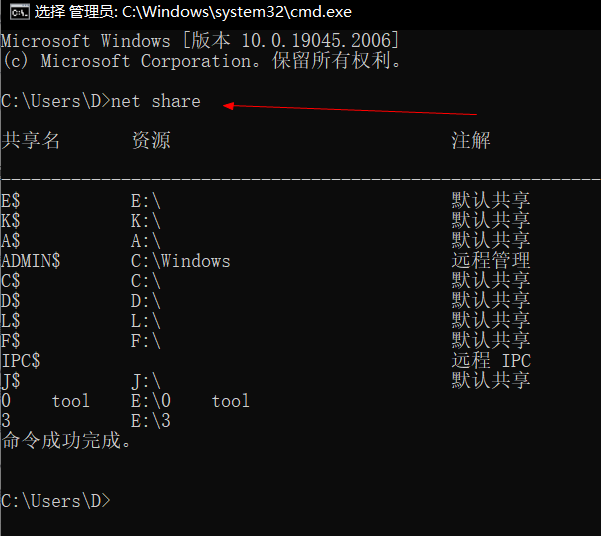 选择 管理员: C:\Windows\system32\cmd.exe
Microsoft Windows [版本 10.0.19045.2006]
(c) Microsoft Corporation。保留所有权利。
C:\Users\D>net share
共享名 资源 注解
-------------------------------------------------------------------------------
E$ E:\ 默认共享
K$ K:\ 默认共享
A$ A:\ 默认共享
ADMIN$ C:\Windows 远程管理
C$ C:\ 默认共享
D$ D:\ 默认共享
L$ L:\ 默认共享
F$ F:\ 默认共享
IPC$ 远程 IPC
J$ J:\ 默认共享
0 tool E:\0 tool
3 E:\3
命令成功完成。
C:\Users\D>